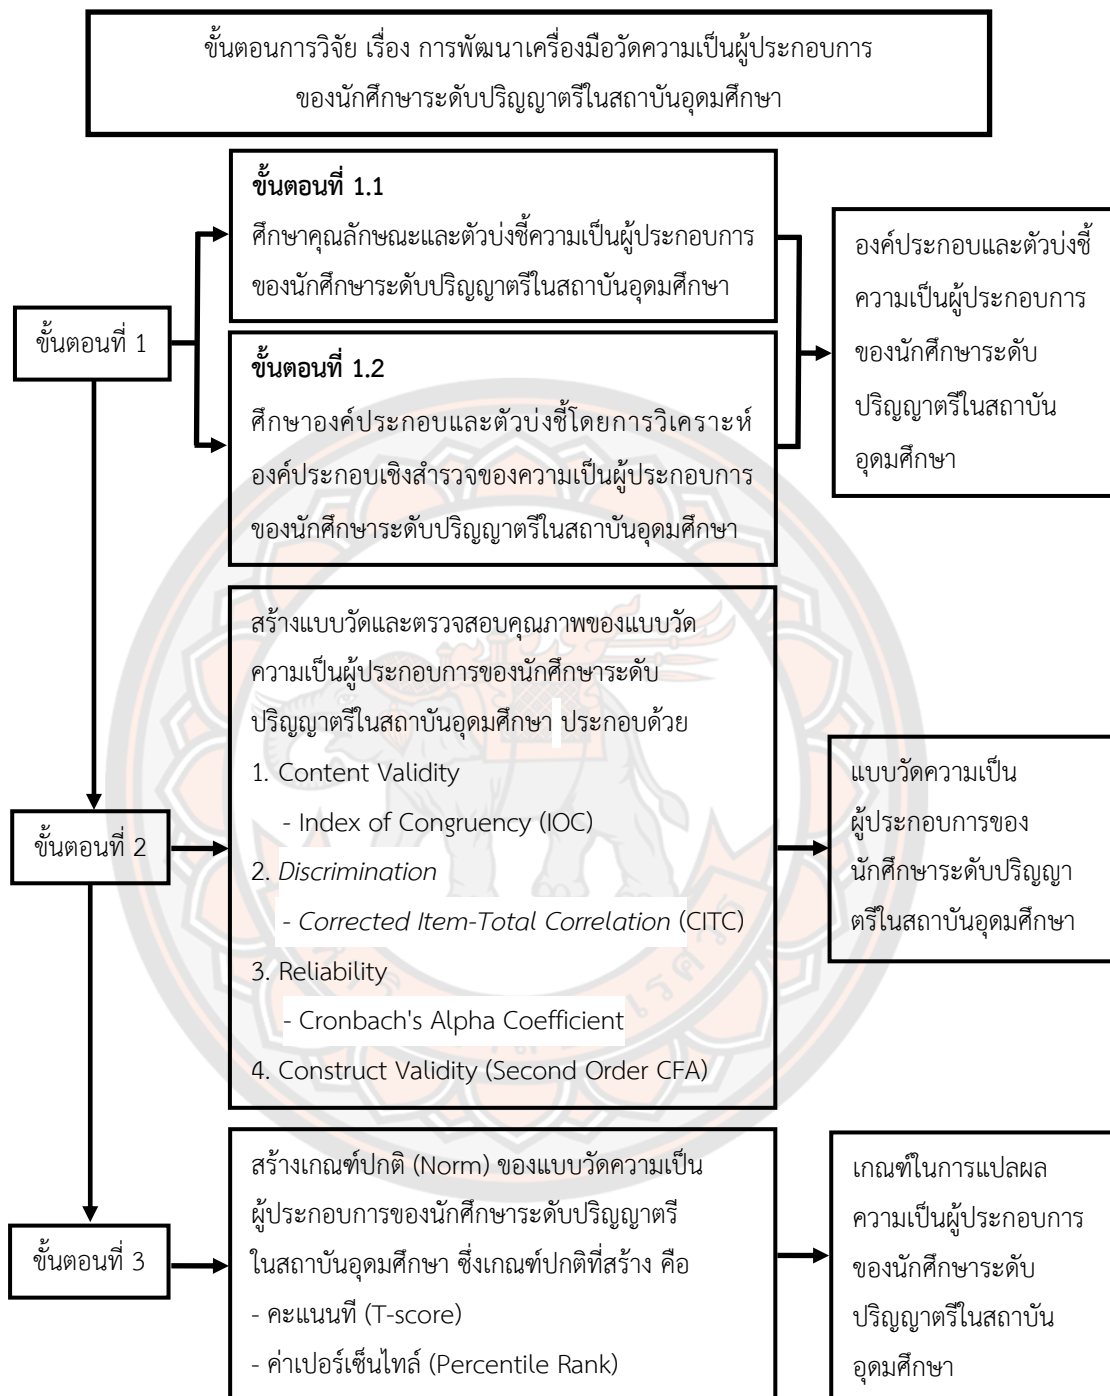 ขั้นตอนการวิจัย เรื่อง การพัฒนาเครื่องมือวัดความเป็นผู้ประกอบการ
ของนักศึกษาระดับปริญญาตรีในสถาบันอุดมศึกษา
ขั้นตอนที่ 1
ขั้นตอนที่ 1.1
ศึกษาคุณลักษณะและตัวบ่งชี้ความเป็นผู้ประกอบการ
ของนักศึกษาระดับปริญญาตรีในสถาบันอุดมศึกษา
ขั้นตอนที่ 1.2
ศึกษาองค์ประกอบและตัวบ่งชี้โดยการวิเคราะห์
องค์ประกอบเชิงสำรวจของความเป็นผู้ประกอบการ
ของนักศึกษาระดับปริญญาตรีในสถาบันอุดมศึกษา
องค์ประกอบและตัวบ่งชี้
ความเป็นผู้ประกอบการ
ของนักศึกษาระดับ
ปริญญาตรีในสถาบัน
อุดมศึกษา
ขั้นตอนที่ 2
สร้างแบบวัดและตรวจสอบคุณภาพของแบบวัด
ความเป็นผู้ประกอบการของนักศึกษาระดับ
ปริญญาตรีในสถาบันอุดมศึกษา ประกอบด้วย
1. Content Validity
- Index of Congruency (IOC)
2. Discrimination
- Corrected Item-Total Correlation (CITC)
3. Reliability
- Cronbach's Alpha Coefficient
4. Construct Validity (Second Order CFA)
แบบวัดความเป็น
ผู้ประกอบการของ
นักศึกษาระดับปริญญา
ตรีในสถาบันอุดมศึกษา
ขั้นตอนที่ 3
สร้างเกณฑ์ปกติ (Norm) ของแบบวัดความเป็น
ผู้ประกอบการของนักศึกษาระดับปริญญาตรี
ในสถาบันอุดมศึกษา ซึ่งเกณฑ์ปกติที่สร้าง คือ
- คะแนนที (T-score)
- ค่าเปอร์เซ็นไทล์ (Percentile Rank)
เกณฑ์ในการแปลผล
ความเป็นผู้ประกอบการ
ของนักศึกษาระดับ
ปริญญาตรีในสถาบัน
อุดมศึกษา